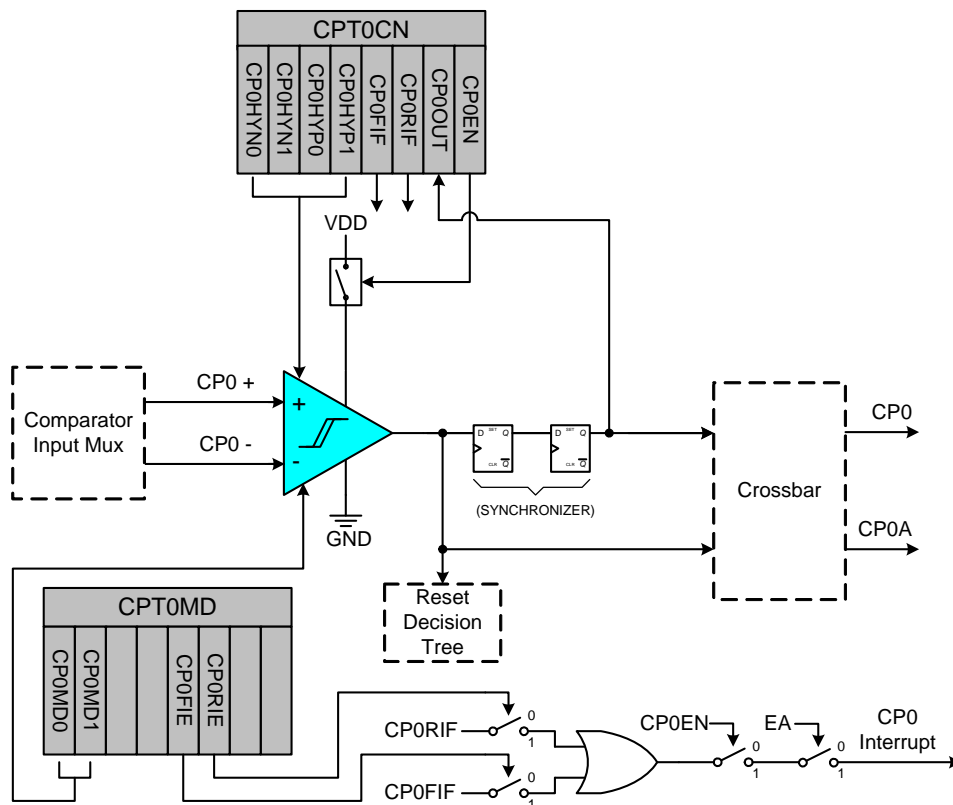 CPT0CN
CP0HYN0
CP0HYN1
CP0HYP0
CP0HYP1
CP0FIF
CP0RIF
CP0OUT
CP0EN
VDD
Comparator
Input Mux
CP0 +
CP0 -
+
-
GND
D SET Q
CLR Q
D SET Q
CLR Q
(SYNCHRONIZER)
Crossbar
CP0
CP0A
Reset
Decision
Tree
CPT0MD
CP0MD0
CP0MD1
CP0FIE
CP0RIE
CP0RIF
0
1
CP0FIF
0
1
CP0EN
0
1
EA
0
1
CP0
Interrupt